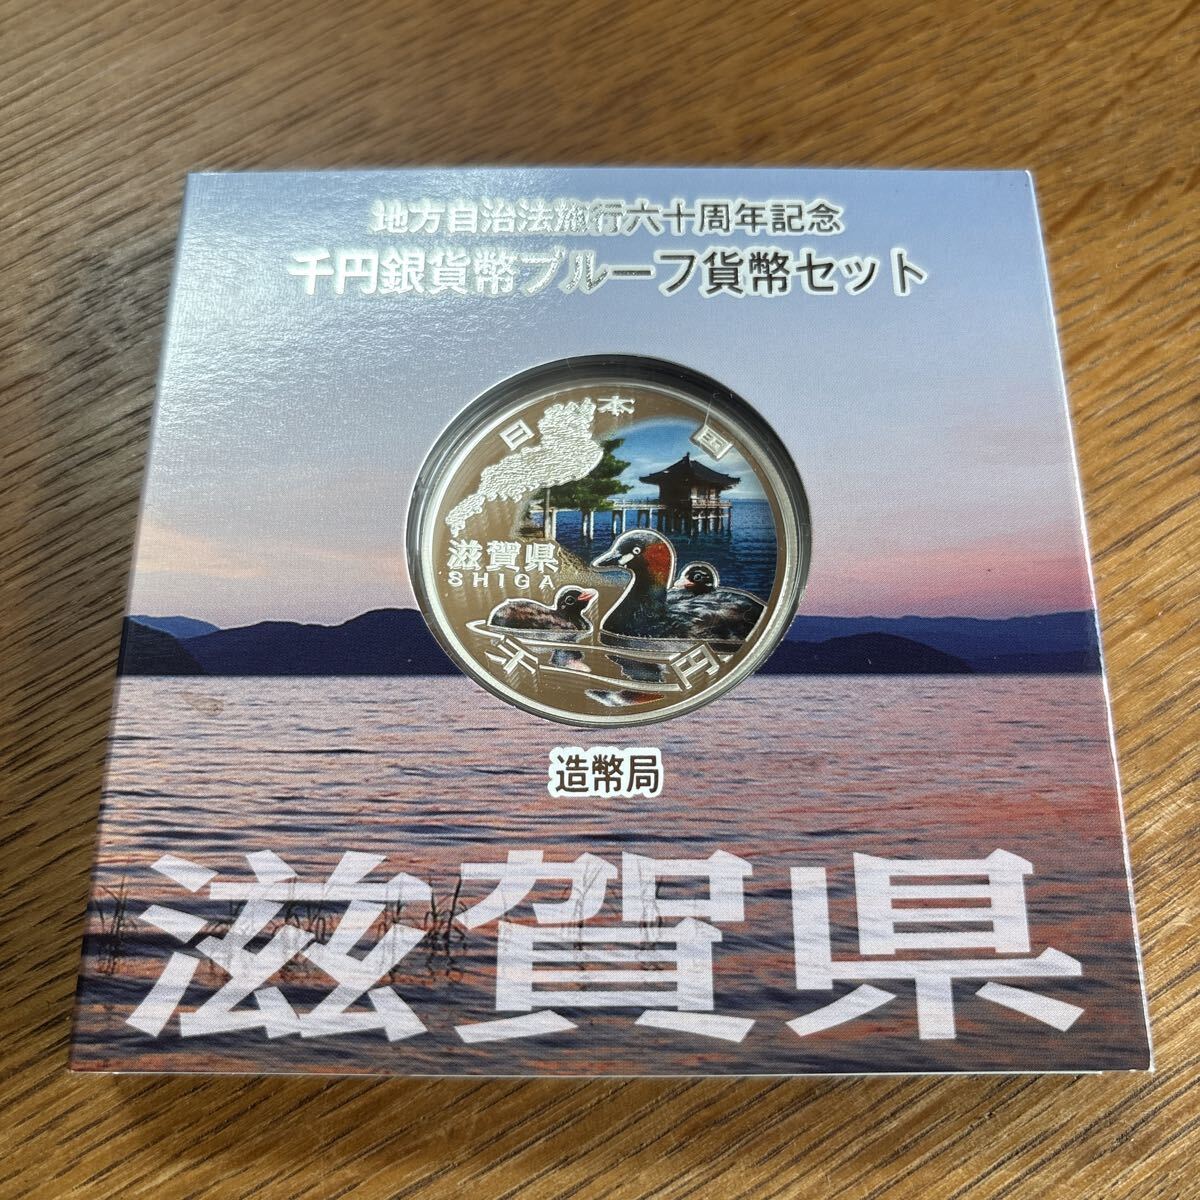 地方自治法施行六十周年記念
千円銀貨幣プルーフ貨幣セット
日本国
滋賀県
SHIGA
千円
造幣局
滋賀県